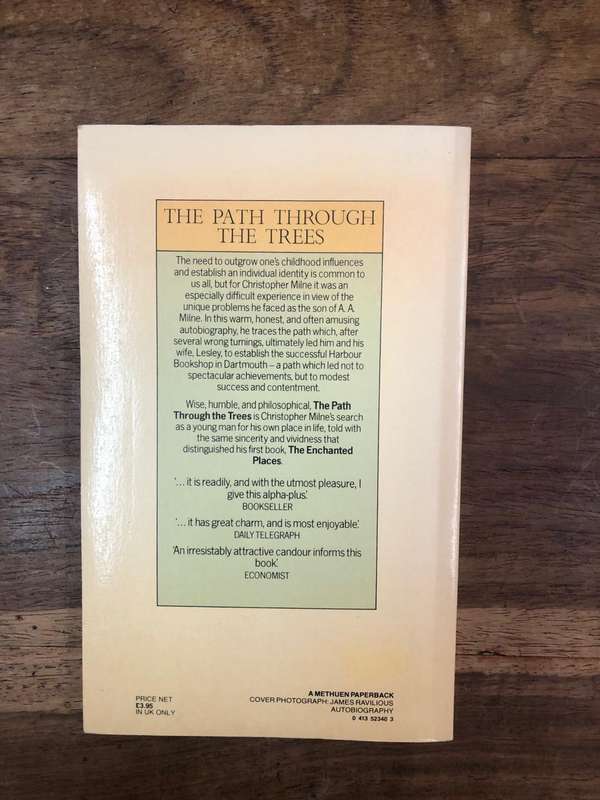 THE PATH THROUGH
THE TREES
The need to outgrow one's childhood influences
and establish an individual identity is common to
us all, but for Christopher Milne it was an
especially difficult experience in view of the
unique problems he faced as the son of A. A.
Milne. In this warm, honest, and often amusing
autobiography, he traces the path which, after
several wrong turnings, ultimately led him and his
wife, Lesley, to establish the successful Harbour
Bookshop in Dartmouth – a path which led not to
spectacular achievements, but to modest
success and contentment.
Wise, humble, and philosophical, The Path
Through the Trees is Christopher Milne's search
as a young man for his own place in life, told with
the same sincerity and vividness that
distinguished his first book, The Enchanted
Places.
'... it is readily, and with the utmost pleasure, I
give this alpha-plus.'
BOOKSELLER
'... it has great charm, and is most enjoyable.'
DAILY TELEGRAPH
'An irresistably attractive candour informs this
book.'
ECONOMIST
PRICE NET
£3.95
IN UK ONLY
A METHUEN PAPERBACK
COVER PHOTOGRAPH: JAMES RAVILIOUS
AUTOBIOGRAPHY
0 413 52340 3